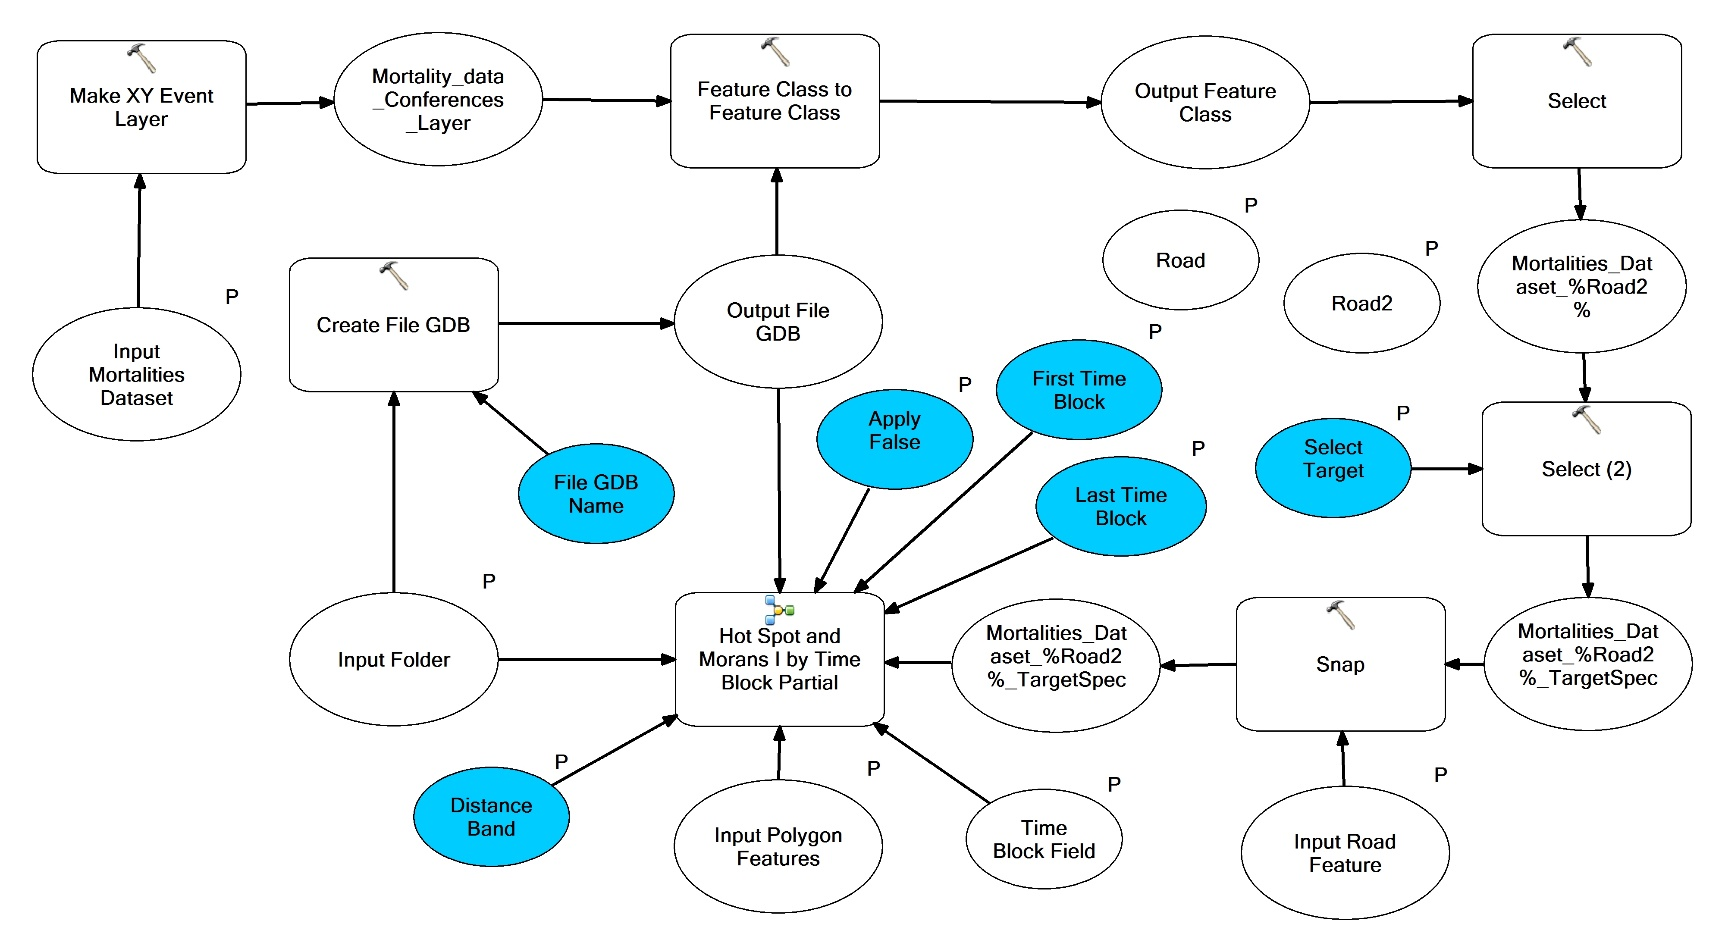 Make XY Event
Layer
Mortality_data
_Conferences
_Layer
Feature Class to
Feature Class
Output Feature
Class
Select
P
Road
P
Road2
Mortalities_Dat
aset_%Road2
%
P
Input
Mortalities
Dataset
Create File GDB
Output File
GDB
P
First Time
Block
P
Apply
False
P
Last Time
Block
P
Select
Target
Select (2)
File GDB
Name
P
Input Folder
Hot Spot and
Morans I by Time
Block Partial
Mortalities_Dat
aset_%Road2
%_TargetSpec
Snap
Mortalities_Dat
aset_%Road2
%_TargetSpec
P
Distance
Band
P
Input Polygon
Features
P
Time
Block Field
P
Input Road
Feature